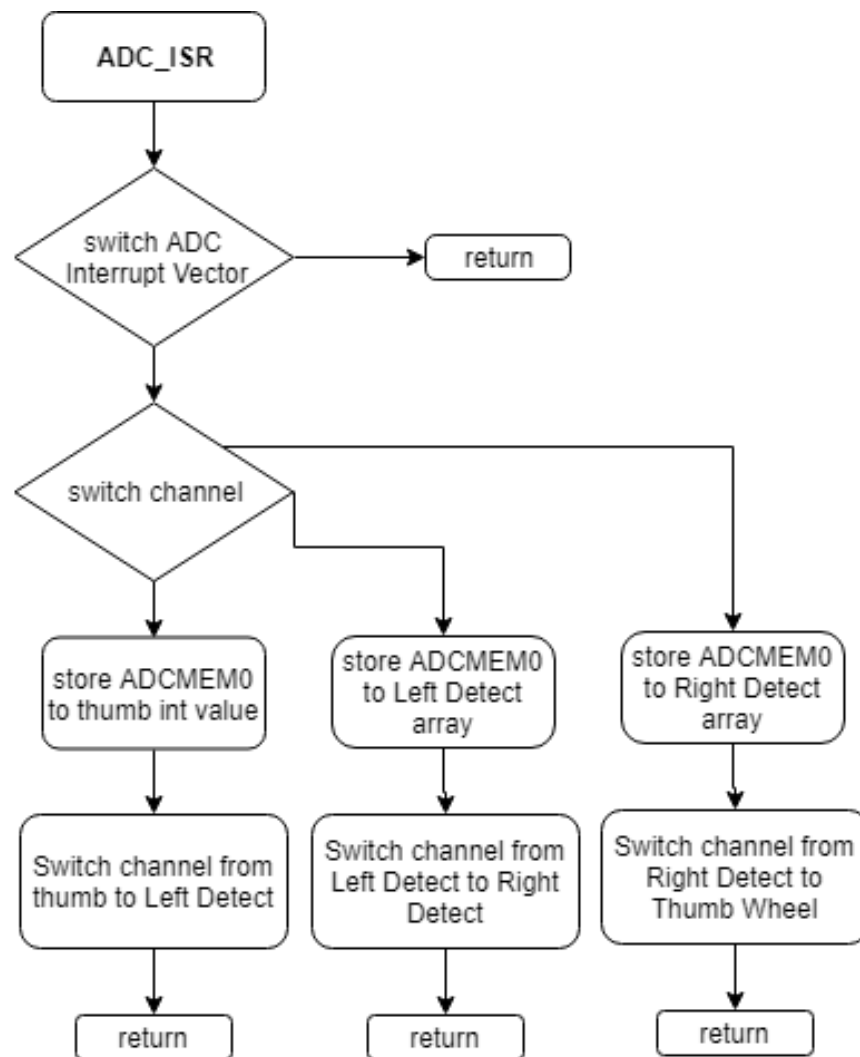 ADC_ISR
switch ADC
Interrupt Vector
return
switch channel
store ADCMEM0
to thumb int value
store ADCMEM0
to Left Detect
array
store ADCMEM0
to Right Detect
array
Switch channel from
thumb to Left Detect
Switch channel from
Left Detect to Right
Detect
Switch channel from
Right Detect to
Thumb Wheel
return
return
return